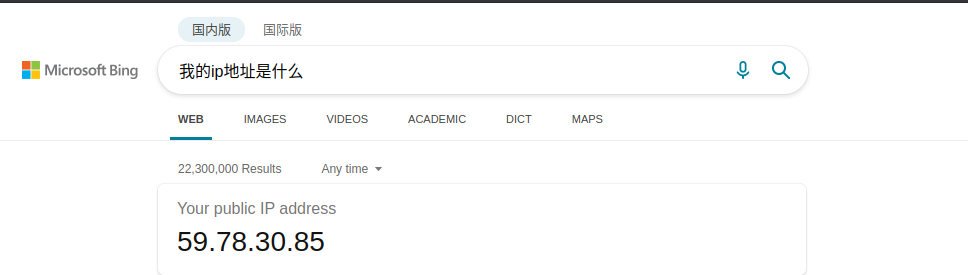 国内版 国际版
Microsoft Bing 我的ip地址是什么
WEB IMAGES VIDEOS ACADEMIC DICT MAPS
22,300,000 Results Any time
Your public IP address
59.78.30.85